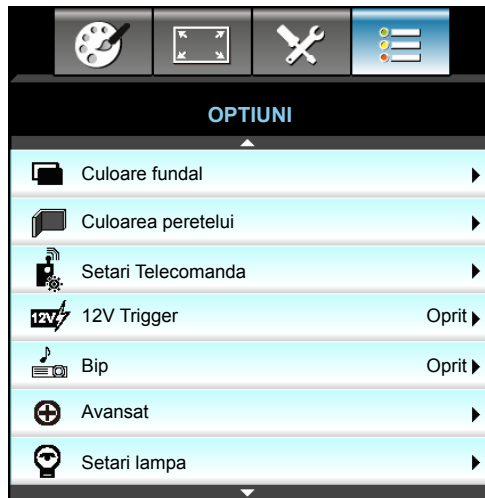 OPTIUNI
Culoare fundal
Culoarea peretelui
Setari Telecomanda
12V 12V Trigger Oprit
Bip Oprit
Avansat
Setari lampa